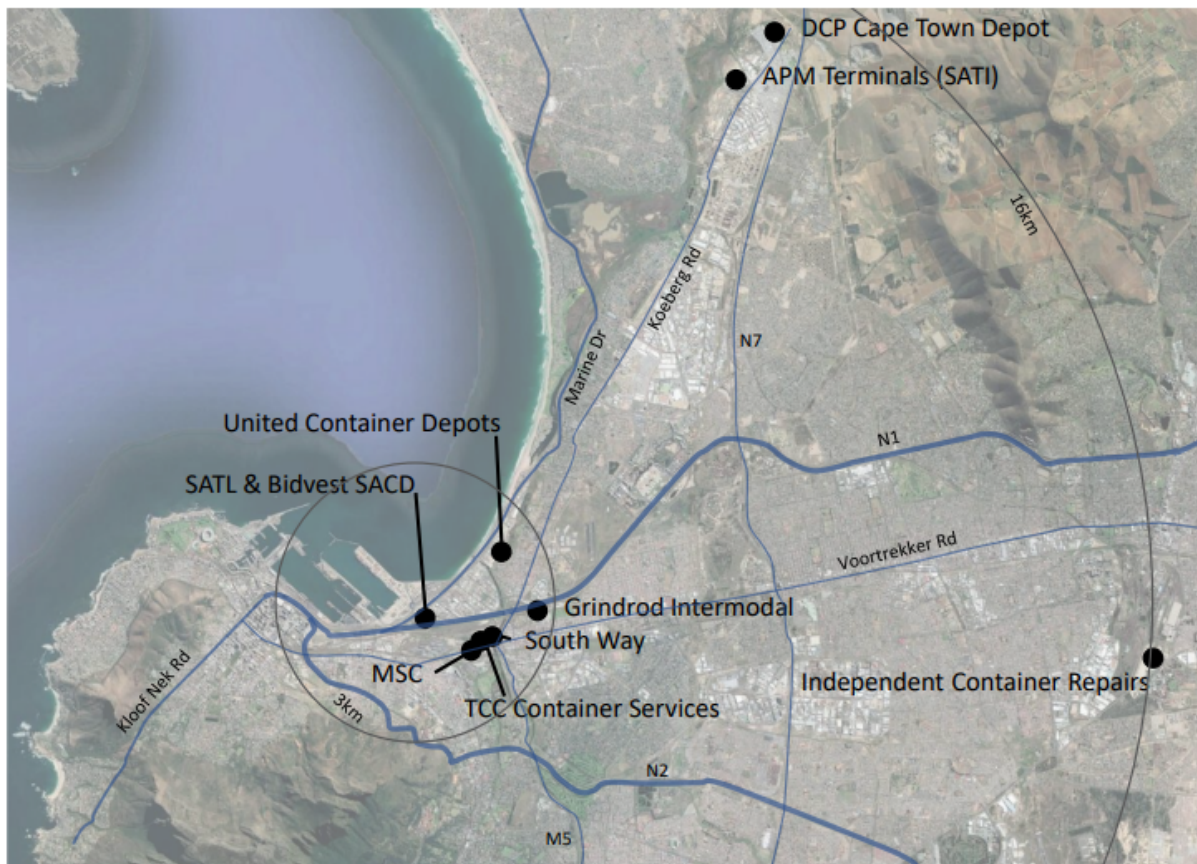 DCP Cape Town Depot
APM Terminals (SATI)
16km
Koeberg Rd
N7
Marine Dr
United Container Depots
N1
SATL & Bidvest SACD
Voortrekker Rd
Grindrod Intermodal
South Way
MSC
Independent Container Repairs
Kloof Nek Rd
3km
TCC Container Services
N2
M5